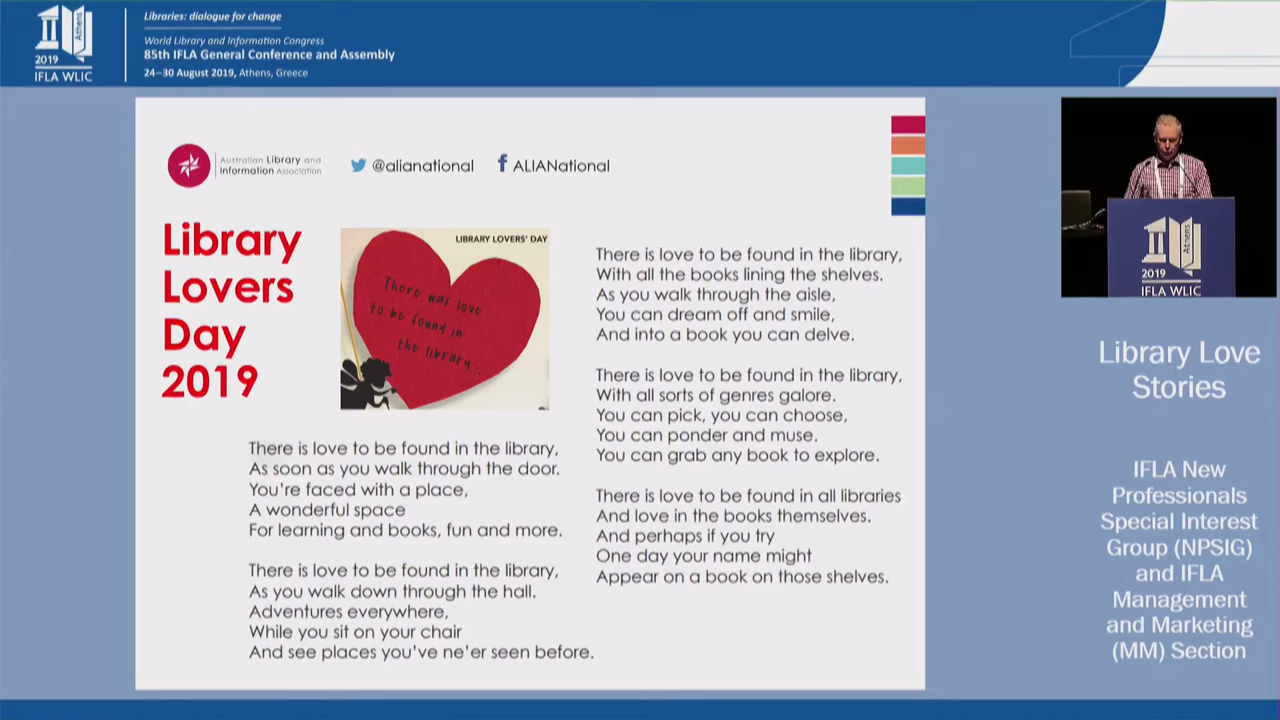 Libraries: dialogue for change
World Library and Information Congress
85th IFLA General Conference and Assembly
24–30 August 2019, Athens, Greece
Athens
2019
IFLA WLIC
Australian Library and
Information Association
@alianational
ALIANational
Library
Lovers
Day
2019
LIBRARY LOVERS' DAY
There was love
to be found in
the library...
There is love to be found in the library,
As soon as you walk through the door.
You're faced with a place,
A wonderful space
For learning and books, fun and more.
There is love to be found in the library,
As you walk down through the hall.
Adventures everywhere,
While you sit on your chair
And see places you've ne'er seen before.
There is love to be found in the library,
With all the books lining the shelves.
As you walk through the aisle,
You can dream off and smile,
And into a book you can delve.
There is love to be found in the library,
With all sorts of genres galore.
You can pick, you can choose,
You can ponder and muse.
You can grab any book to explore.
There is love to be found in all libraries
And love in the books themselves.
And perhaps if you try
One day your name might
Appear on a book on those shelves.
Athens
2019
IFLA WLIC
Library Love
Stories
IFLA New
Professionals
Special Interest
Group (NPSIG)
and IFLA
Management
and Marketing
(MM) Section